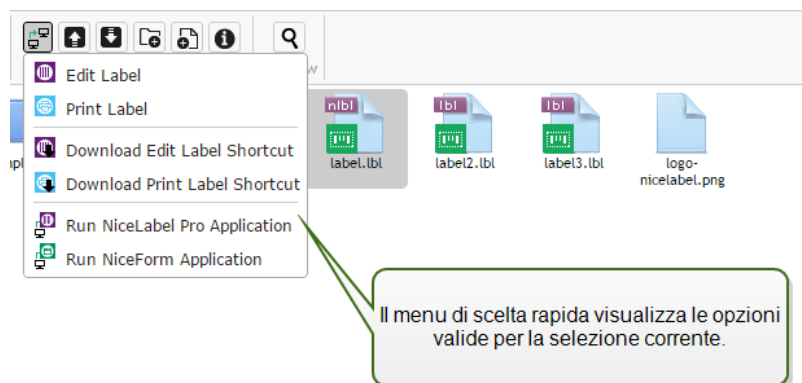 w
Edit Label
Print Label
Download Edit Label Shortcut
Download Print Label Shortcut
Run NiceLabel Pro Application
Run NiceForm Application
nlbl
lbl
lbl
label.lbl
label2.lbl
label3.lbl
logo-
nicelabel.png
Il menu di scelta rapida visualizza le opzioni
valide per la selezione corrente.